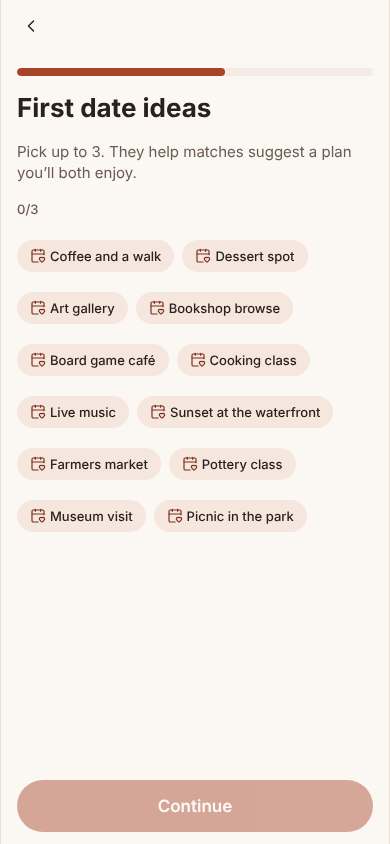 First date ideas
Pick up to 3. They help matches suggest a plan
you’ll both enjoy.
0/3
Coffee and a walk
Dessert spot
Art gallery
Bookshop browse
Board game café
Cooking class
Live music
Sunset at the waterfront
Farmers market
Pottery class
Museum visit
Picnic in the park
Continue